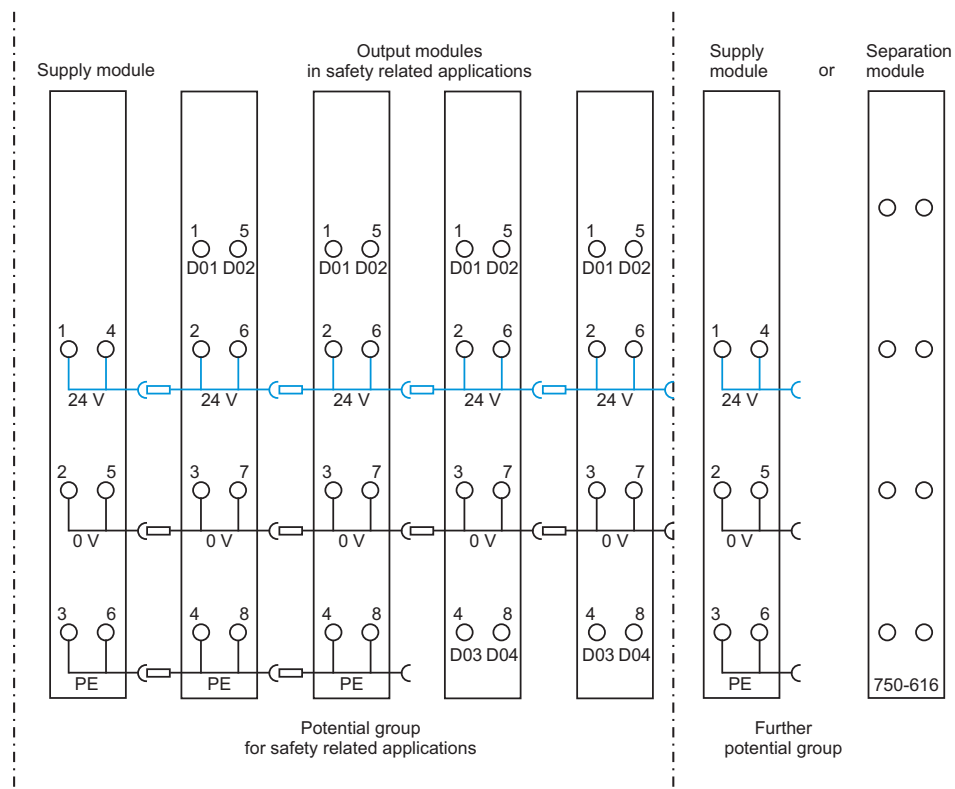 Supply module
Output modules
in safety related applications
Supply
module
or
Separation
module
1 5 1 5 1 5 1 5
D01 D02 D01 D02 D01 D02 D01 D02
1 4 2 6 2 6 2 6 2 6 1 4
24 V 24 V 24 V 24 V 24 V 24 V
2 5 3 7 3 7 3 7 3 7 2 5
0 V 0 V 0 V 0 V 0 V 0 V
3 6 4 8 4 8 4 8 4 8 3 6
D03 D04 D03 D04
PE PE PE PE 750-616
Potential group
for safety related applications
Further
potential group